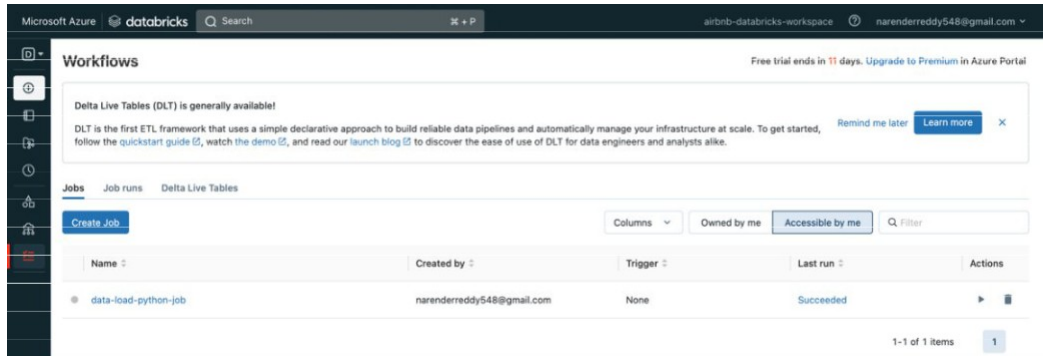 Microsoft Azure databricks Search ⌘ + P airbnb-databricks-workspace narenderreddy548@gmail.com
D
Workflows Free trial ends in 11 days. Upgrade to Premium in Azure Portal
Delta Live Tables (DLT) is generally available!
DLT is the first ETL framework that uses a simple declarative approach to build reliable data pipelines and automatically manage your infrastructure at scale. To get started, Remind me later Learn more
follow the quickstart guide, watch the demo, and read our launch blog to discover the ease of use of DLT for data engineers and analysts alike.
Jobs Job runs Delta Live Tables
Create Job Columns Owned by me Accessible by me Filter
Name Created by Trigger Last run Actions
data-load-python-job narenderreddy548@gmail.com None Succeeded
1-1 of 1 items 1